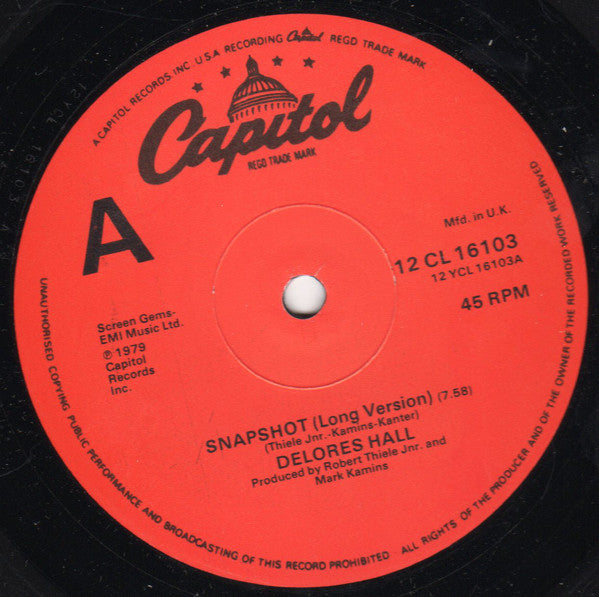 A CAPITOL RECORDS INC. U.S.A RECORDING Capitol REGD TRADE MARK
Capitol
REGD TRADE MARK
A
Mfd. in U.K.
12 CL 16103
12 YCL 16103A
45 RPM
Screen Gems-
EMI Music Ltd.
℗ 1979
Capitol
Records
Inc.
SNAPSHOT (Long Version) (7.58)
(Thiele Jnr.-Kamins-Kanter)
DELORES HALL
Produced by Robert Thiele Jnr. and
Mark Kamins
UNAUTHORISED COPYING PUBLIC PERFORMANCE AND BROADCASTING OF THIS RECORD PROHIBITED - ALL RIGHTS OF THE PRODUCER AND OF THE OWNER OF THE RECORDED WORK RESERVED